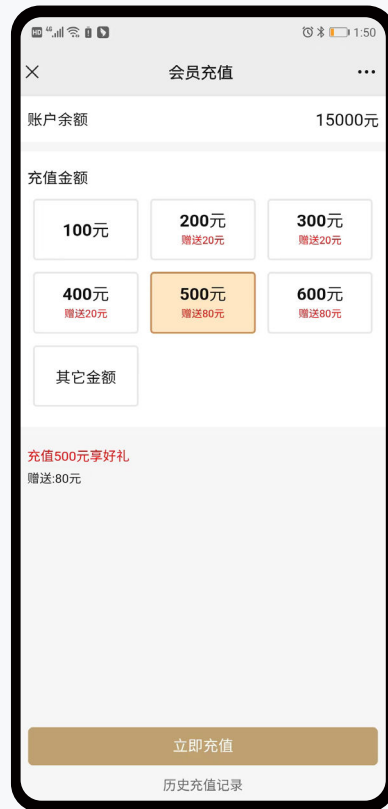 HD 4G 1:50
会员充值
账户余额 15000元
充值金额
100元 200元 300元
赠送20元 赠送20元
400元 500元 600元
赠送20元 赠送80元 赠送80元
其它金额
充值500元享好礼
赠送:80元
立即充值
历史充值记录